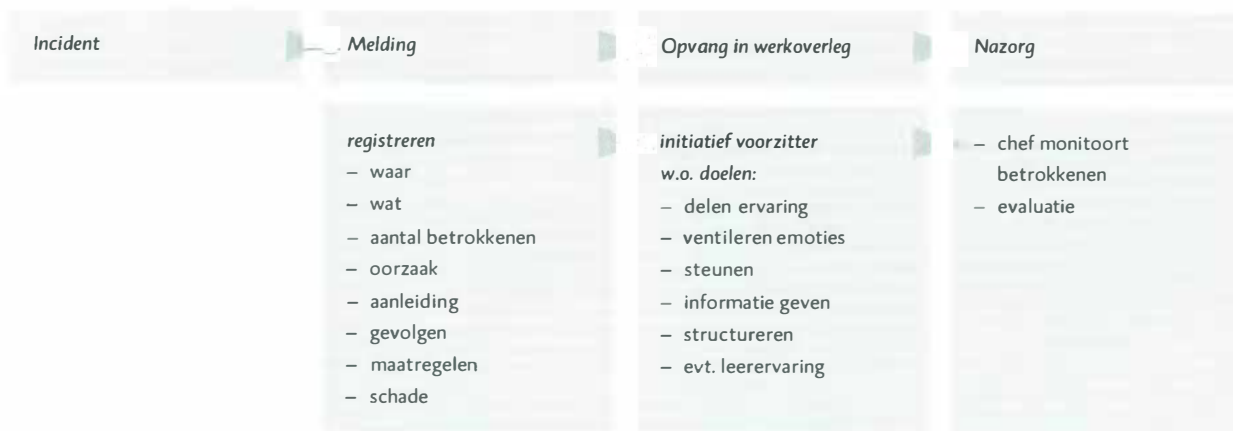 Incident
Melding
Opvang in werkoverleg
Nazorg
registreren
– waar
– wat
– aantal betrokkenen
– oorzaak
– aanleiding
– gevolgen
– maatregelen
– schade
initiatief voorzitter
w.o. doelen:
– delen ervaring
– ventileren emoties
– steunen
– informatie geven
– structureren
– evt. leerervaring
– chef monitoort
betrokkenen
– evaluatie